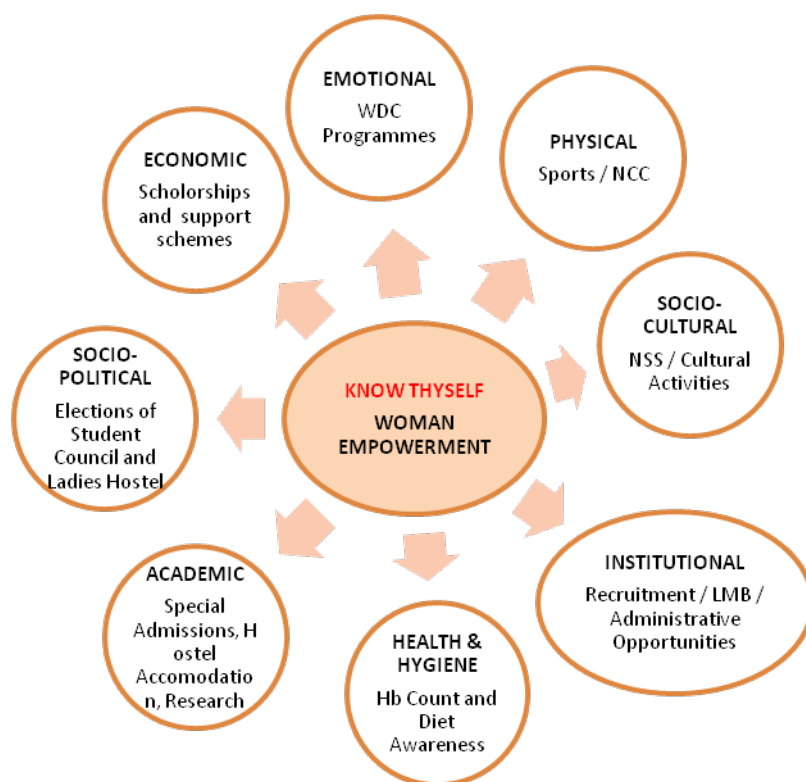 EMOTIONAL
WDC
Programmes
PHYSICAL
Sports / NCC
ECONOMIC
Scholorships
and support
schemes
SOCIO-
CULTURAL
NSS / Cultural
Activities
SOCIO-
POLITICAL
Elections of
Student
Council and
Ladies Hostel
KNOW THYSELF
WOMAN
EMPOWERMENT
INSTITUTIONAL
Recruitment / LMB /
Administrative
Opportunities
ACADEMIC
Special
Admissions, H
ostel
Accomodatio
n, Research
HEALTH &
HYGIENE
Hb Count and
Diet
Awareness